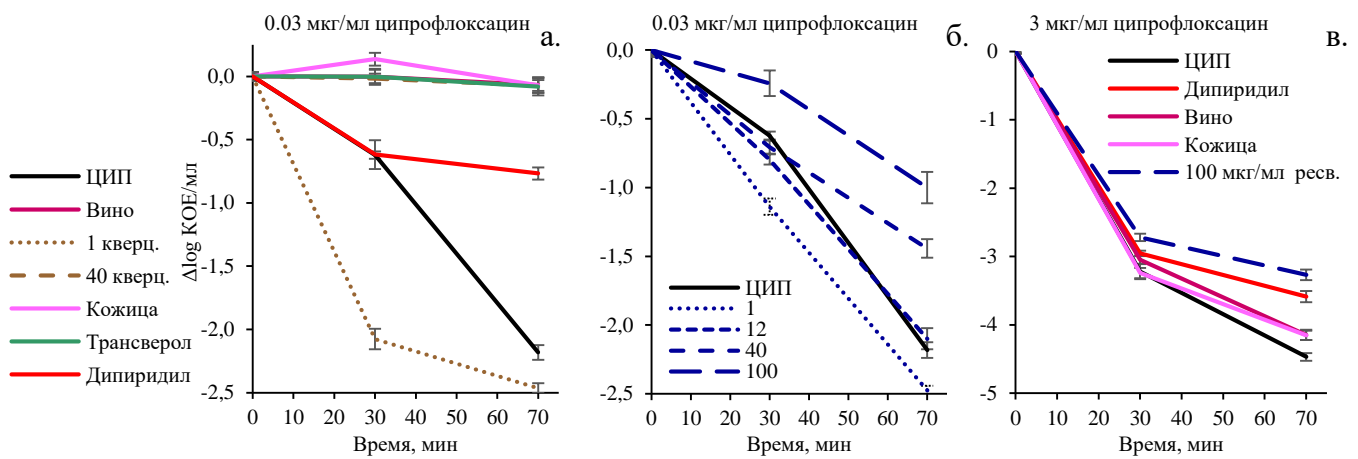 0.03 мкг/мл ципрофлоксацин
а.
0,0
-0,5
-1,0
-1,5
-2,0
-2,5
Δlog КОЕ/мл
0 10 20 30 40 50 60 70
Время, мин
ЦИП
Вино
1 кверц.
40 кверц.
Кожица
Трансверол
Дипиридил
0.03 мкг/мл ципрофлоксацин
б.
0,0
-0,5
-1,0
-1,5
-2,0
-2,5
ЦИП
1
12
40
100
0 10 20 30 40 50 60 70
Время, мин
3 мкг/мл ципрофлоксацин
в.
0
-1
-2
-3
-4
-5
ЦИП
Дипиридил
Вино
Кожица
100 мкг/мл ресв.
0 10 20 30 40 50 60 70
Время, мин